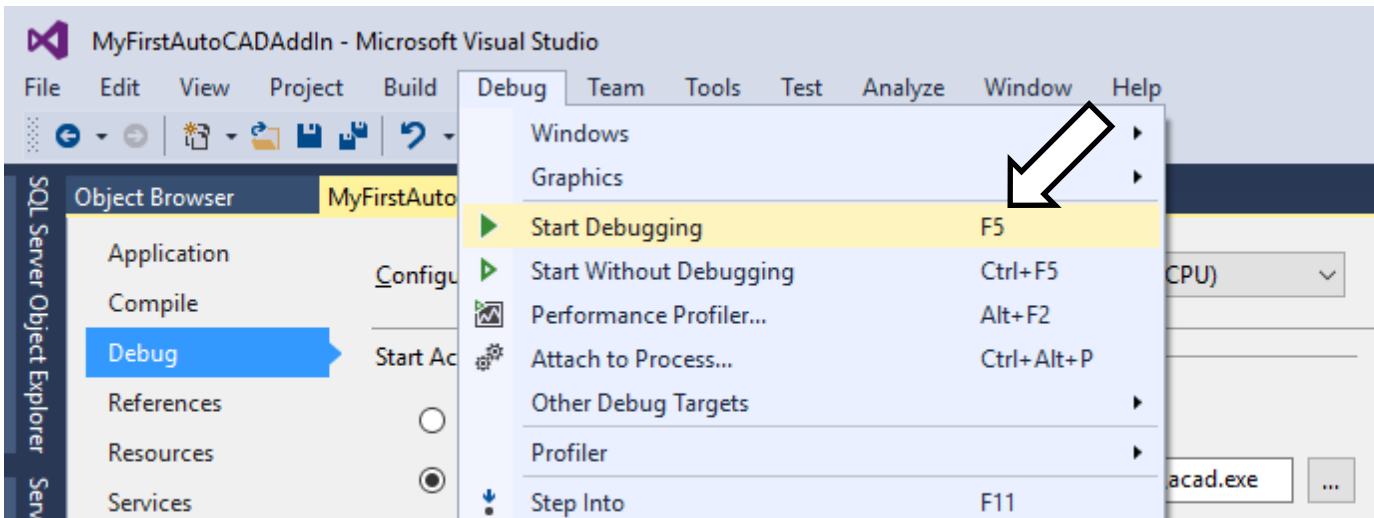 MyFirstAutoCADAddIn - Microsoft Visual Studio
File Edit View Project Build Debug Team Tools Test Analyze Window Help
SQL Server Object Explorer
Serv
Object Browser
MyFirstAuto
Application
Compile
Debug
References
Resources
Services
Configu
CPU)
Start Ac
acad.exe
...
Windows
Graphics
Start Debugging F5
Start Without Debugging Ctrl+F5
Performance Profiler... Alt+F2
Attach to Process... Ctrl+Alt+P
Other Debug Targets
Profiler
Step Into F11